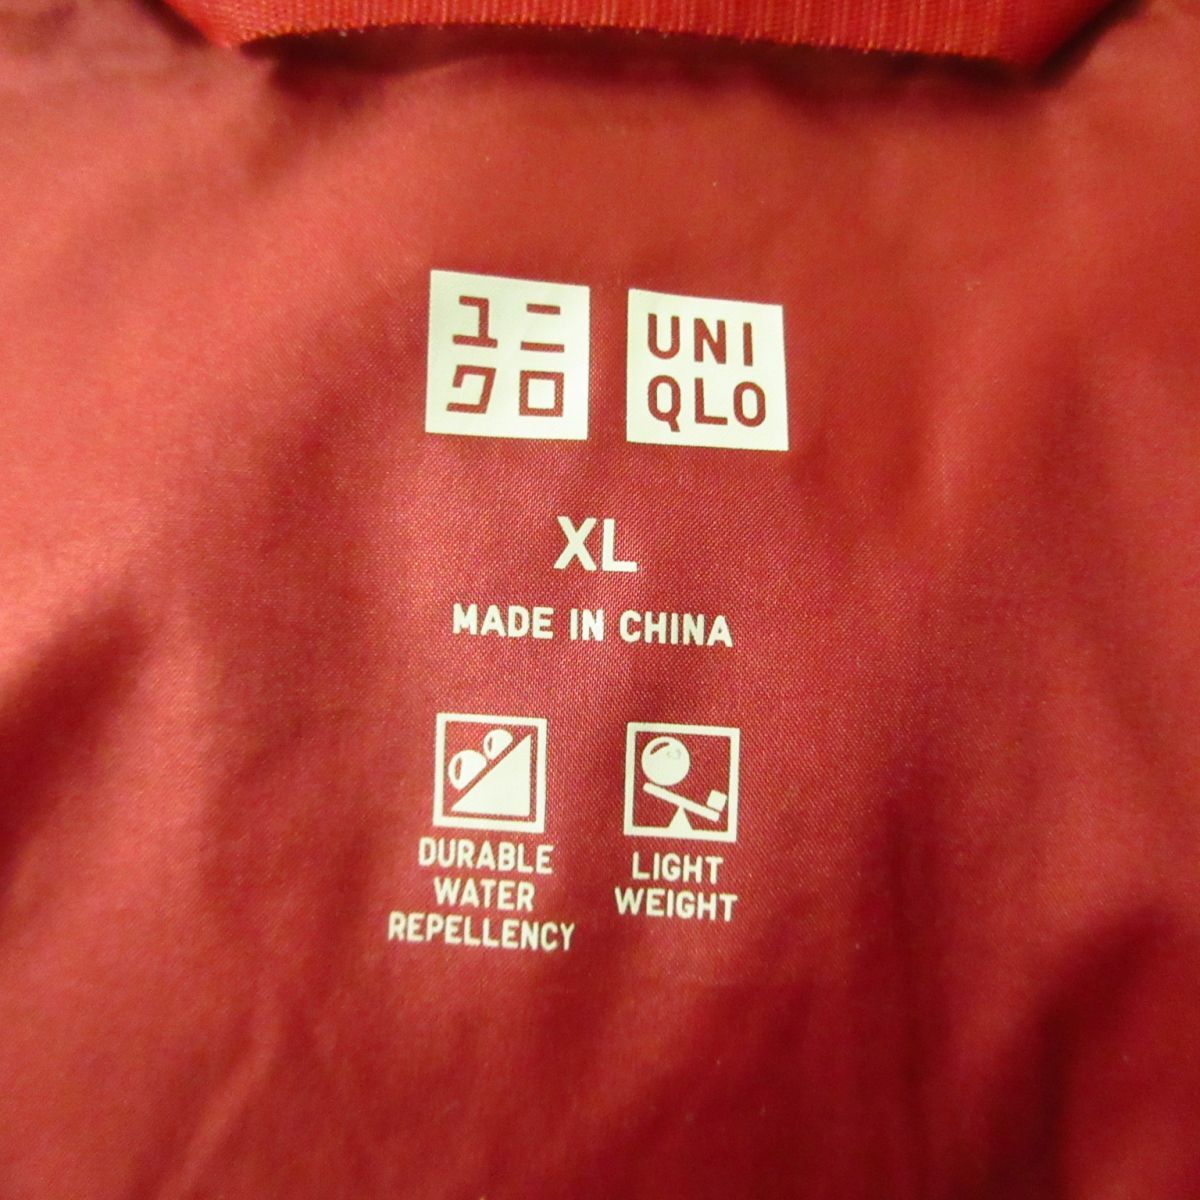 ユニ
クロ
UNI
QLO
XL
MADE IN CHINA
DURABLE
WATER
REPELLENCY
LIGHT
WEIGHT